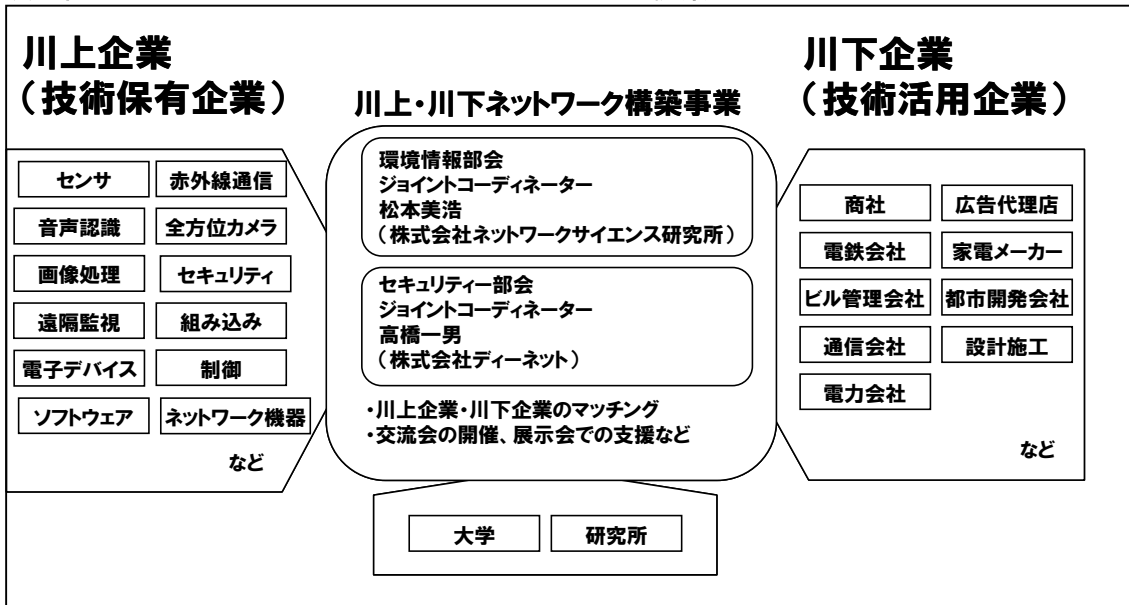 川上企業
（技術保有企業）
センサ
赤外線通信
音声認識
全方位カメラ
画像処理
セキュリティ
遠隔監視
組み込み
電子デバイス
制御
ソフトウェア
ネットワーク機器
など
川上・川下ネットワーク構築事業
環境情報部会
ジョイントコーディネーター
松本美浩
（株式会社ネットワークサイエンス研究所）
セキュリティー部会
ジョイントコーディネーター
高橋一男
（株式会社ディーネット）
・川上企業・川下企業のマッチング
・交流会の開催、展示会での支援など
川下企業
（技術活用企業）
商社
広告代理店
電鉄会社
家電メーカー
ビル管理会社
都市開発会社
通信会社
設計施工
電力会社
など
大学
研究所